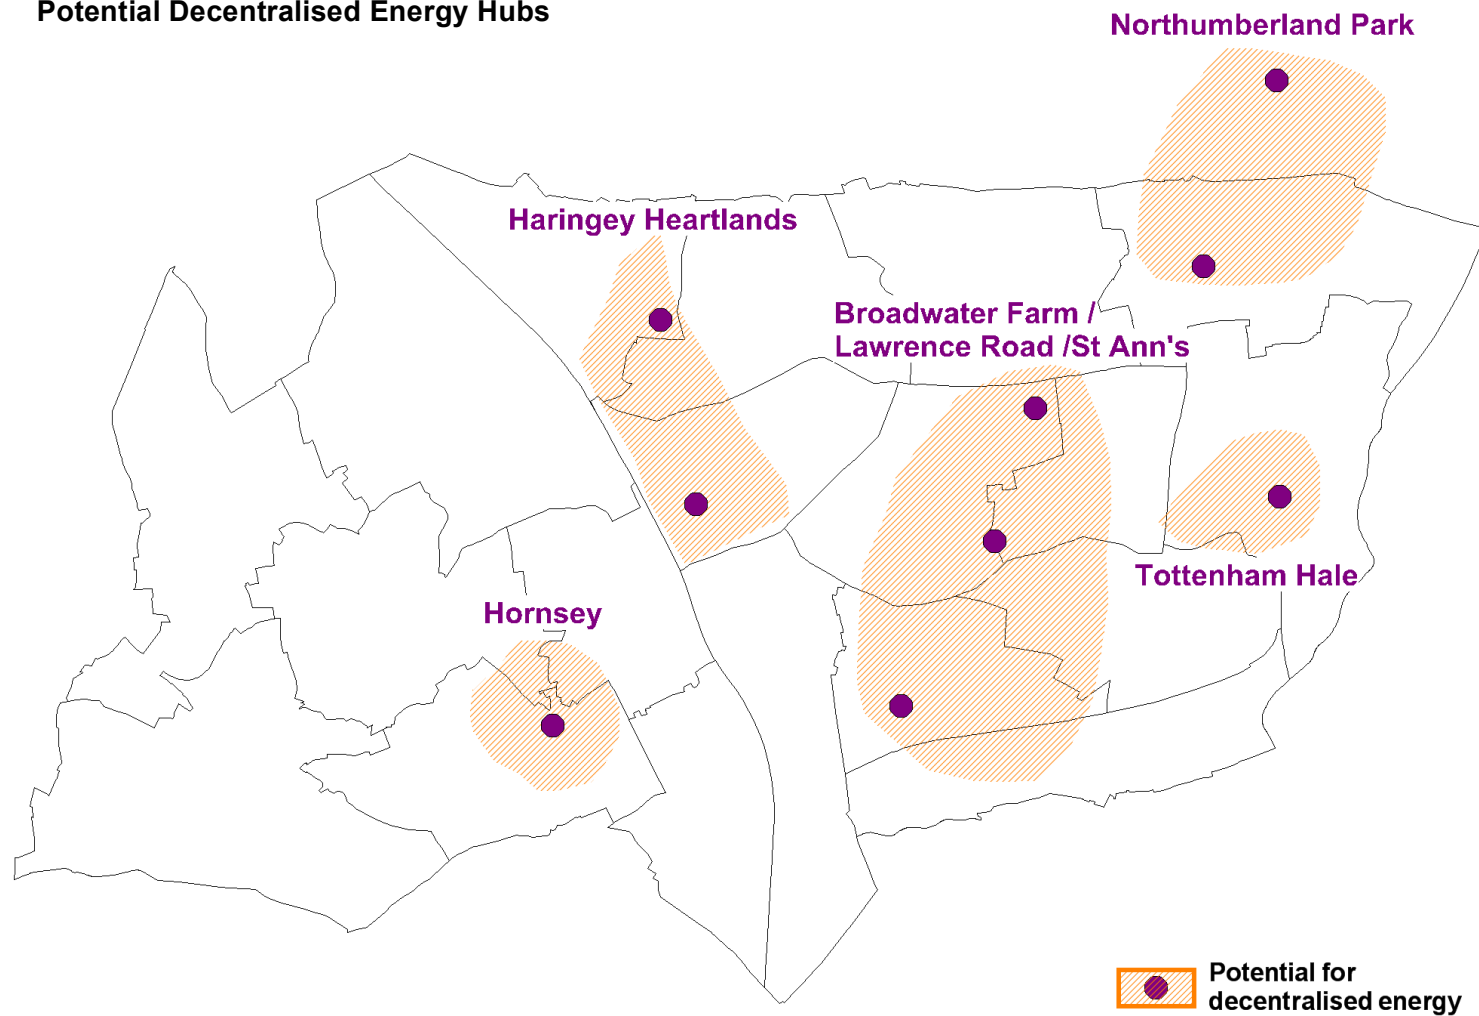 Potential Decentralised Energy Hubs
Northumberland Park
Haringey Heartlands
Broadwater Farm /
Lawrence Road /St Ann's
Tottenham Hale
Hornsey
Potential for
decentralised energy